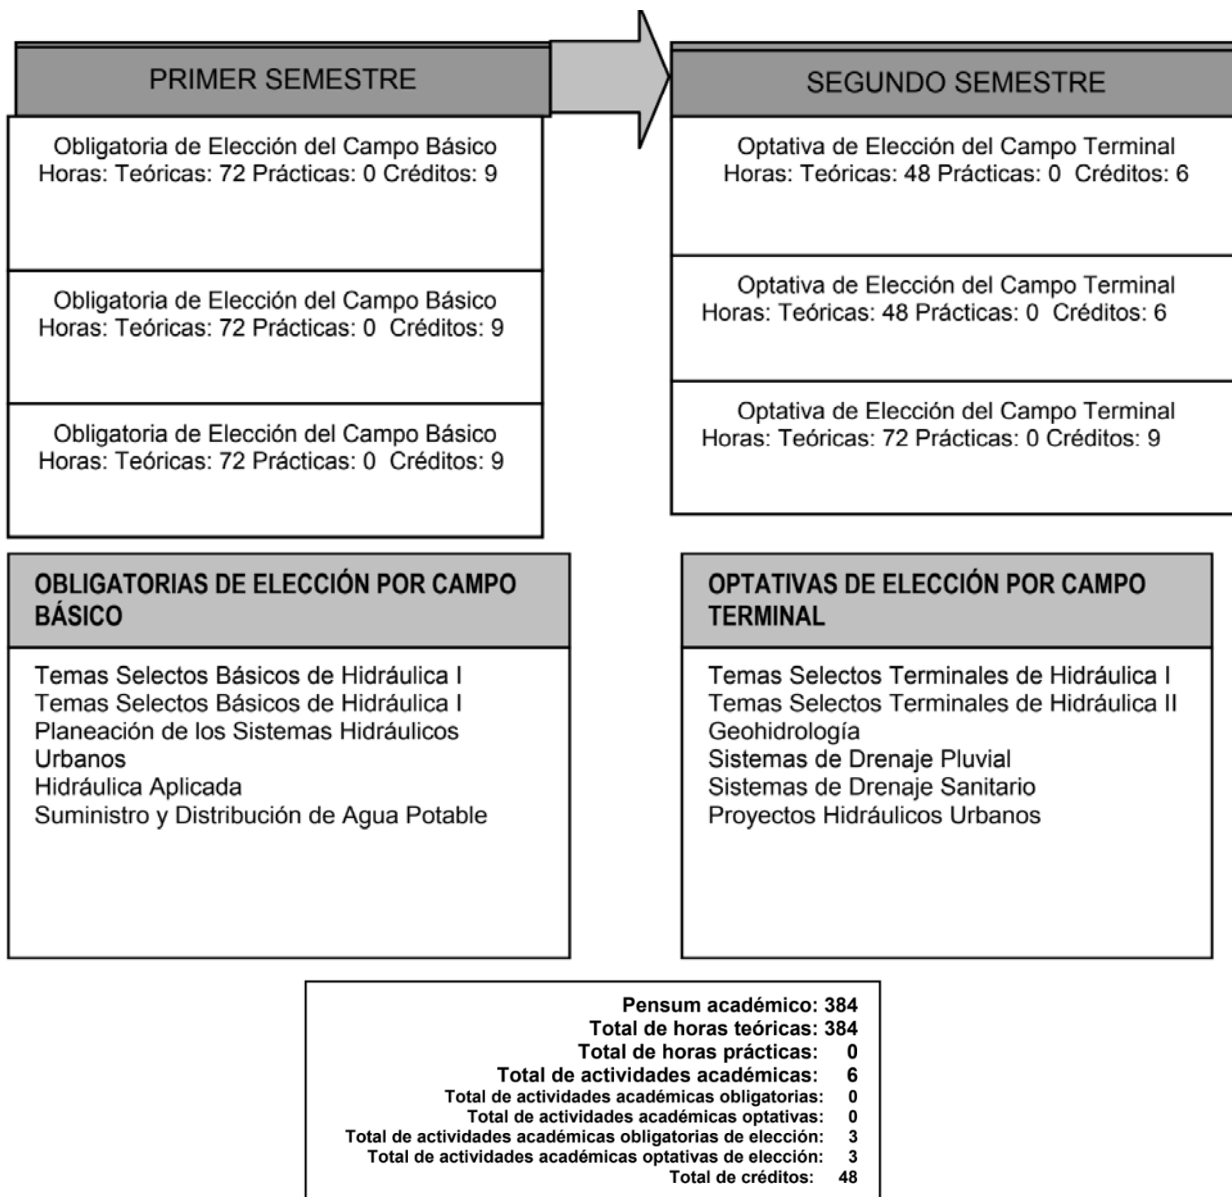 PRIMER SEMESTRE
Obligatoria de Elección del Campo Básico
Horas: Teóricas: 72 Prácticas: 0 Créditos: 9
Obligatoria de Elección del Campo Básico
Horas: Teóricas: 72 Prácticas: 0 Créditos: 9
Obligatoria de Elección del Campo Básico
Horas: Teóricas: 72 Prácticas: 0 Créditos: 9
SEGUNDO SEMESTRE
Optativa de Elección del Campo Terminal
Horas: Teóricas: 48 Prácticas: 0 Créditos: 6
Optativa de Elección del Campo Terminal
Horas: Teóricas: 48 Prácticas: 0 Créditos: 6
Optativa de Elección del Campo Terminal
Horas: Teóricas: 72 Prácticas: 0 Créditos: 9
OBLIGATORIAS DE ELECCIÓN POR CAMPO
BÁSICO
Temas Selectos Básicos de Hidráulica I
Temas Selectos Básicos de Hidráulica I
Planeación de los Sistemas Hidráulicos
Urbanos
Hidráulica Aplicada
Suministro y Distribución de Agua Potable
OPTATIVAS DE ELECCIÓN POR CAMPO
TERMINAL
Temas Selectos Terminales de Hidráulica I
Temas Selectos Terminales de Hidráulica II
Geohidrología
Sistemas de Drenaje Pluvial
Sistemas de Drenaje Sanitario
Proyectos Hidráulicos Urbanos
Pensum académico: 384
Total de horas teóricas: 384
Total de horas prácticas: 0
Total de actividades académicas: 6
Total de actividades académicas obligatorias: 0
Total de actividades académicas optativas: 0
Total de actividades académicas obligatorias de elección: 3
Total de actividades académicas optativas de elección: 3
Total de créditos: 48